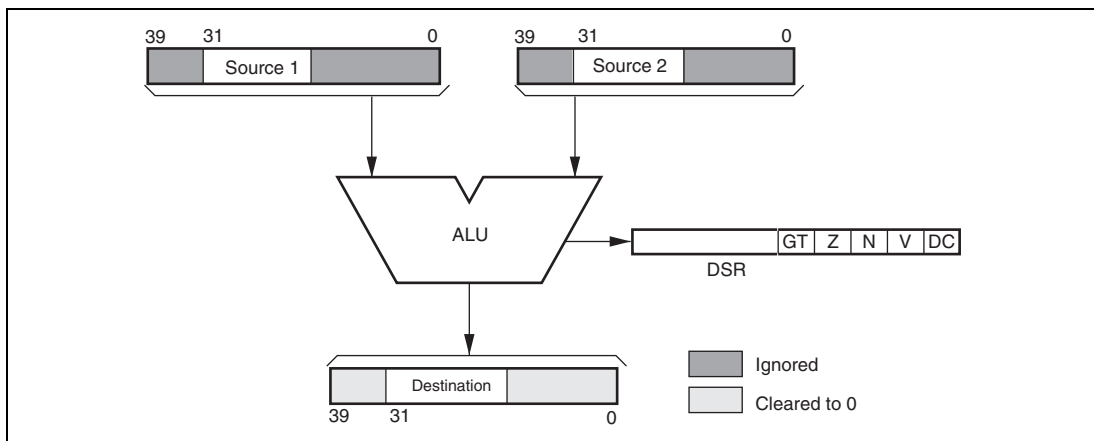 39 31 0
Source 1
39 31 0
Source 2
ALU
GT Z N V DC
DSR
Destination
39 31 0
Ignored
Cleared to 0